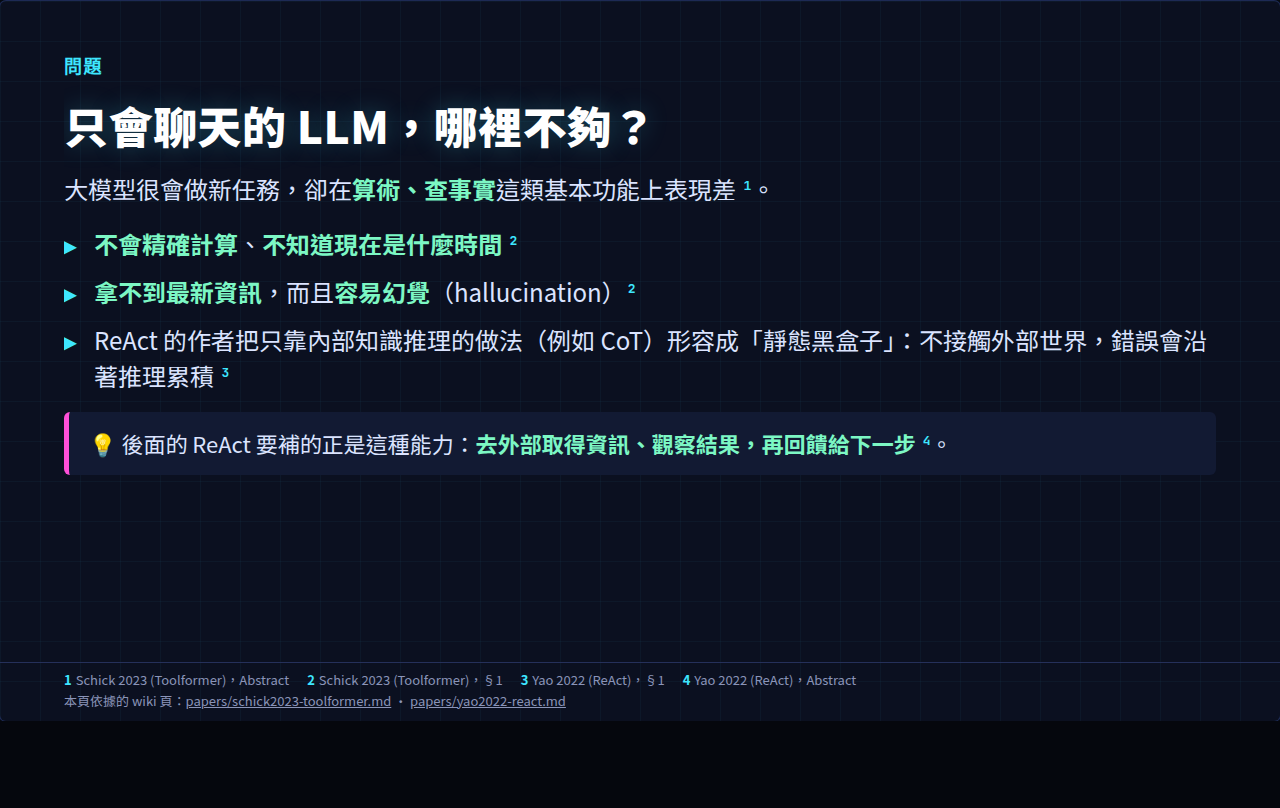 問題
只會聊天的 LLM，哪裡不夠？
大模型很會做新任務，卻在算術、查事實這類基本功能上表現差 1。
▶ 不會精確計算、不知道現在是什麼時間 2
▶ 拿不到最新資訊，而且容易幻覺（hallucination） 2
▶ ReAct 的作者把只靠內部知識推理的做法（例如 CoT）形容成「靜態黑盒子」：不接觸外部世界，錯誤會沿
著推理累積 3
💡 後面的 ReAct 要補的正是這種能力：去外部取得資訊、觀察結果，再回饋給下一步 4。
1 Schick 2023 (Toolformer)，Abstract 2 Schick 2023 (Toolformer)，§1 3 Yao 2022 (ReAct)，§1 4 Yao 2022 (ReAct)，Abstract
本頁依據的 wiki 頁：papers/schick2023-toolformer.md · papers/yao2022-react.md